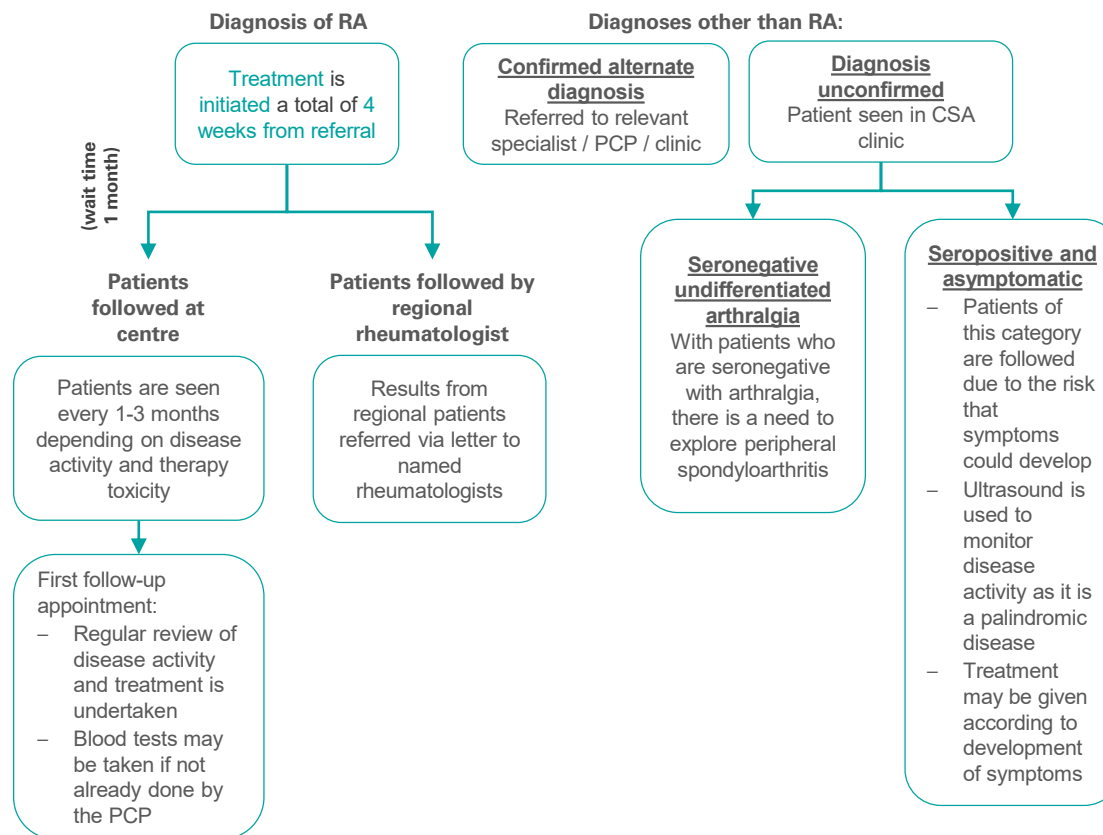 Diagnosis of RA
Treatment is
initiated a total of 4
weeks from referral
(wait time
1 month)
Patients
followed at
centre
Patients are seen
every 1-3 months
depending on disease
activity and therapy
toxicity
First follow-up
appointment:
– Regular review of
disease activity
and treatment is
undertaken
– Blood tests may
be taken if not
already done by
the PCP
Patients followed by
regional
rheumatologist
Results from
regional patients
referred via letter to
named
rheumatologists
Diagnoses other than RA:
Confirmed alternate
diagnosis
Referred to relevant
specialist / PCP / clinic
Diagnosis
unconfirmed
Patient seen in CSA
clinic
Seronegative
undifferentiated
arthralgia
With patients who
are seronegative
with arthralgia,
there is a need to
explore peripheral
spondyloarthritis
Seropositive and
asymptomatic
– Patients of
this category
are followed
due to the risk
that
symptoms
could develop
– Ultrasound is
used to
monitor
disease
activity as it is
a palindromic
disease
– Treatment
may be given
according to
development
of symptoms